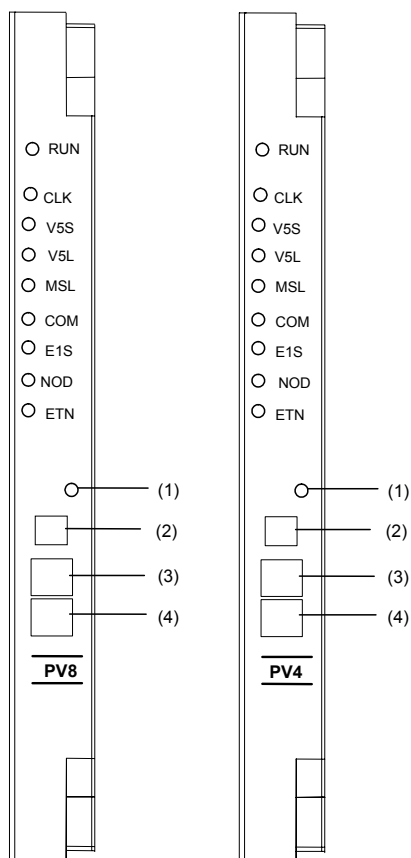 RUN
CLK
V5S
V5L
MSL
COM
E1S
NOD
ETN
(1)
(2)
(3)
(4)
PV8
RUN
CLK
V5S
V5L
MSL
COM
E1S
NOD
ETN
(1)
(2)
(3)
(4)
PV4